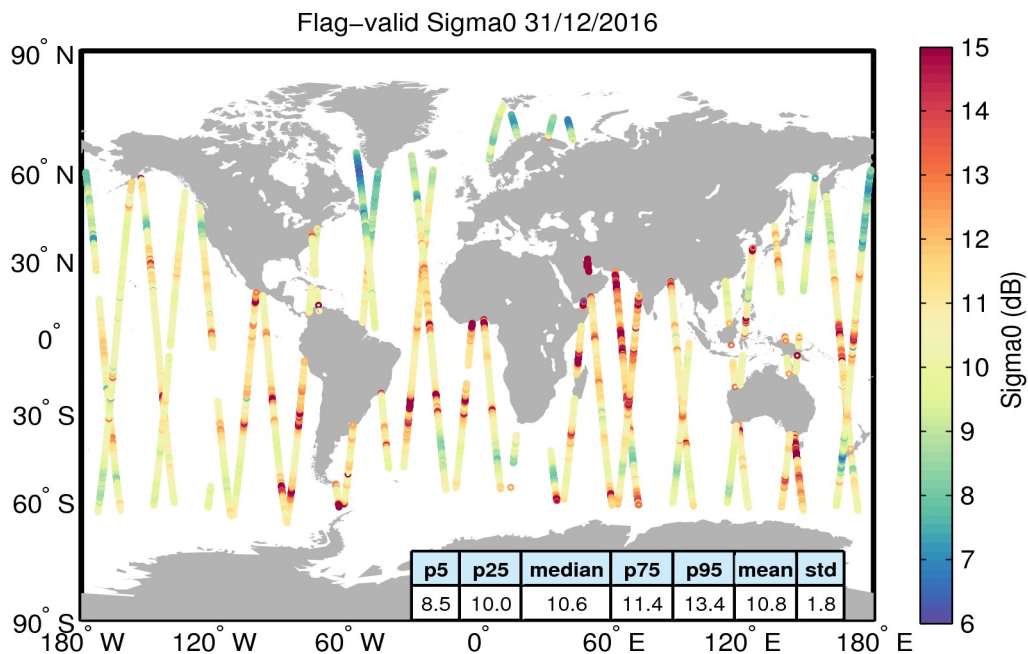 Flag−valid Sigma0 31/12/2016
90° N
60° N
30° N
0°
30° S
60° S
90° S
180° W
120° W
60° W
0°
60° E
120° E
180° E
p5 p25 median p75 p95 mean std
8.5 10.0 10.6 11.4 13.4 10.8 1.8
15
14
13
12
11
10
9
8
7
6
Sigma0 (dB)